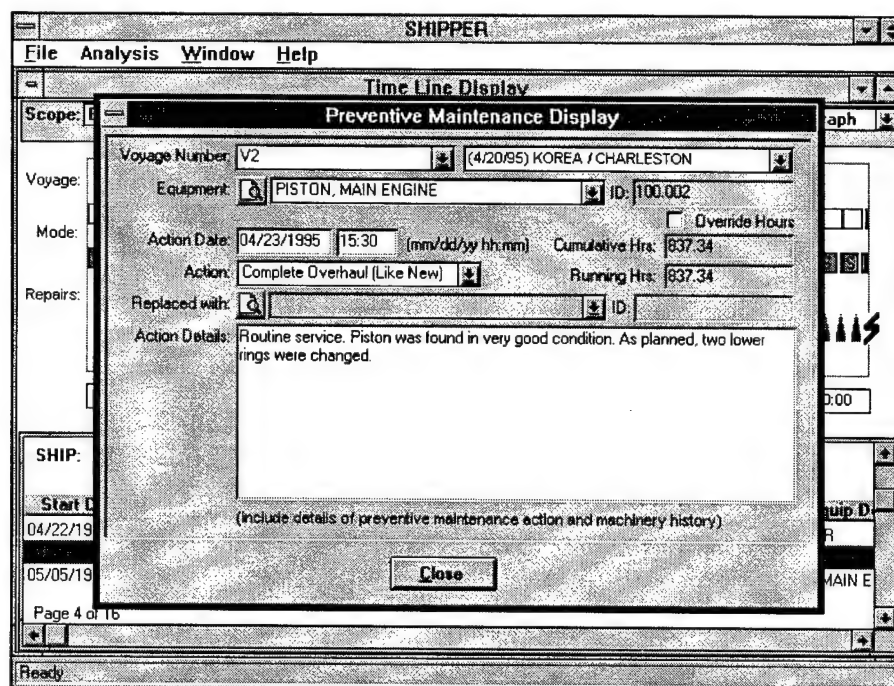 SHIPPER
File Analysis Window Help
Time Line Display
Scope:
aph
Preventive Maintenance Display
Voyage Number: V2 (4/20/95) KOREA / CHARLESTON
Voyage:
Equipment: PISTON, MAIN ENGINE ID: 100.002
Override Hours
Mode:
Action Date: 04/23/1995 15:30 (mm/dd/yy hh:mm) Cumulative Hrs: 837.34
Action: Complete Overhaul (Like New) Running Hrs: 837.34
S
Repairs:
Replaced with: ID:
Action Details: Routine service. Piston was found in very good condition. As planned, two lower
rings were changed.
0:00
SHIP:
Start D
quip D
(Include details of preventive maintenance action and machinery history)
04/22/19
R
05/05/19
MAIN E
Close
Page 4 of 16
Ready